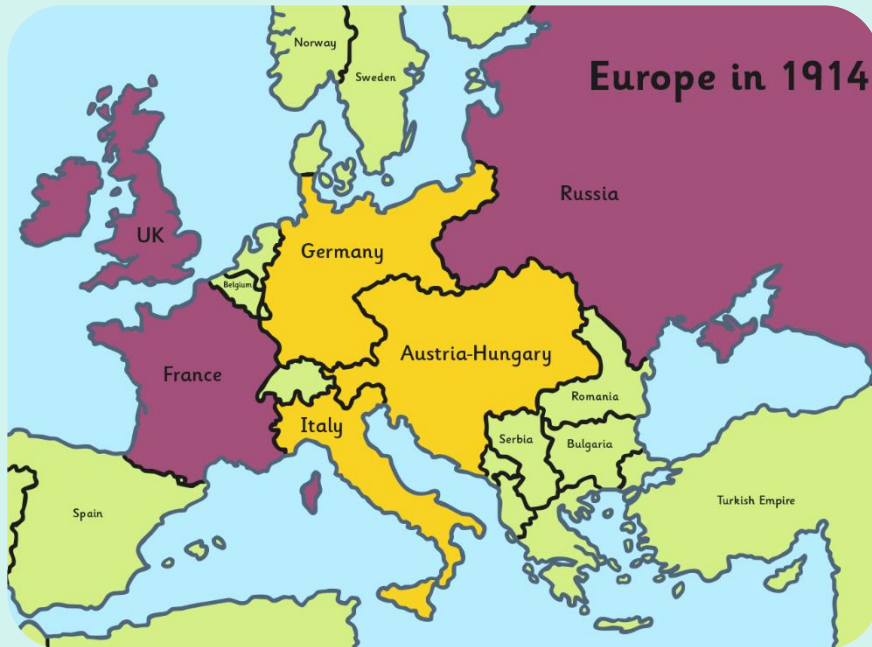 Norway
Sweden
Europe in 1914
Russia
UK
Germany
Belgium
Austria-Hungary
France
Romania
Italy
Serbia
Bulgaria
Spain
Turkish Empire